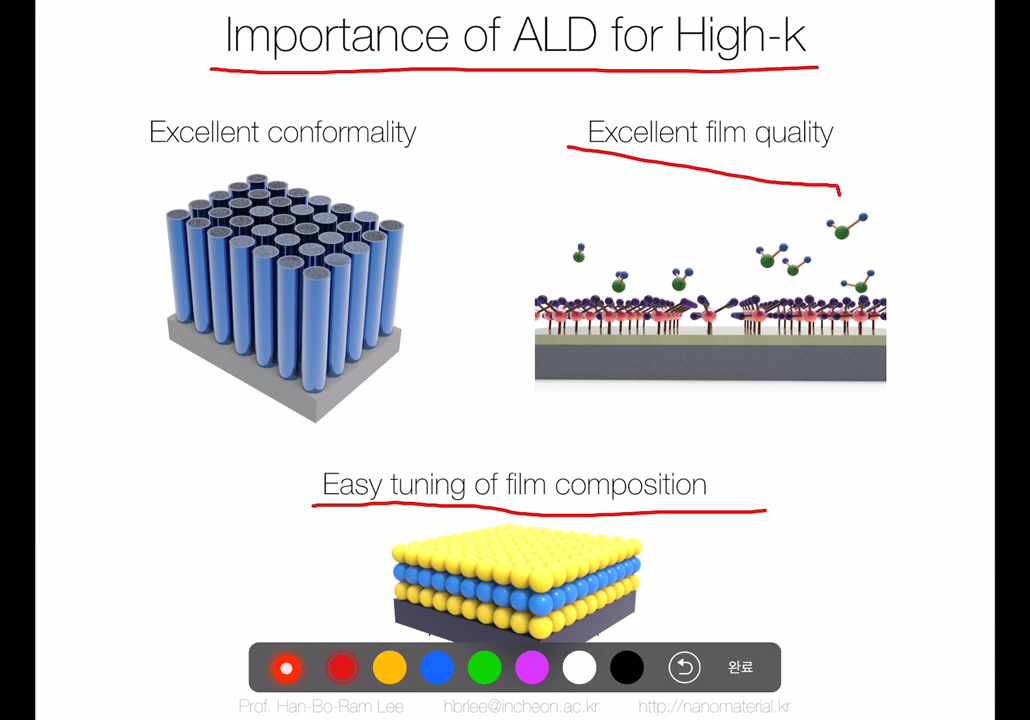 Importance of ALD for High-k
Excellent conformality
Excellent film quality
Easy tuning of film composition
완료
Prof. Han-Bo-Ram Lee hbrlee@incheon.ac.kr http://nanomaterial.kr